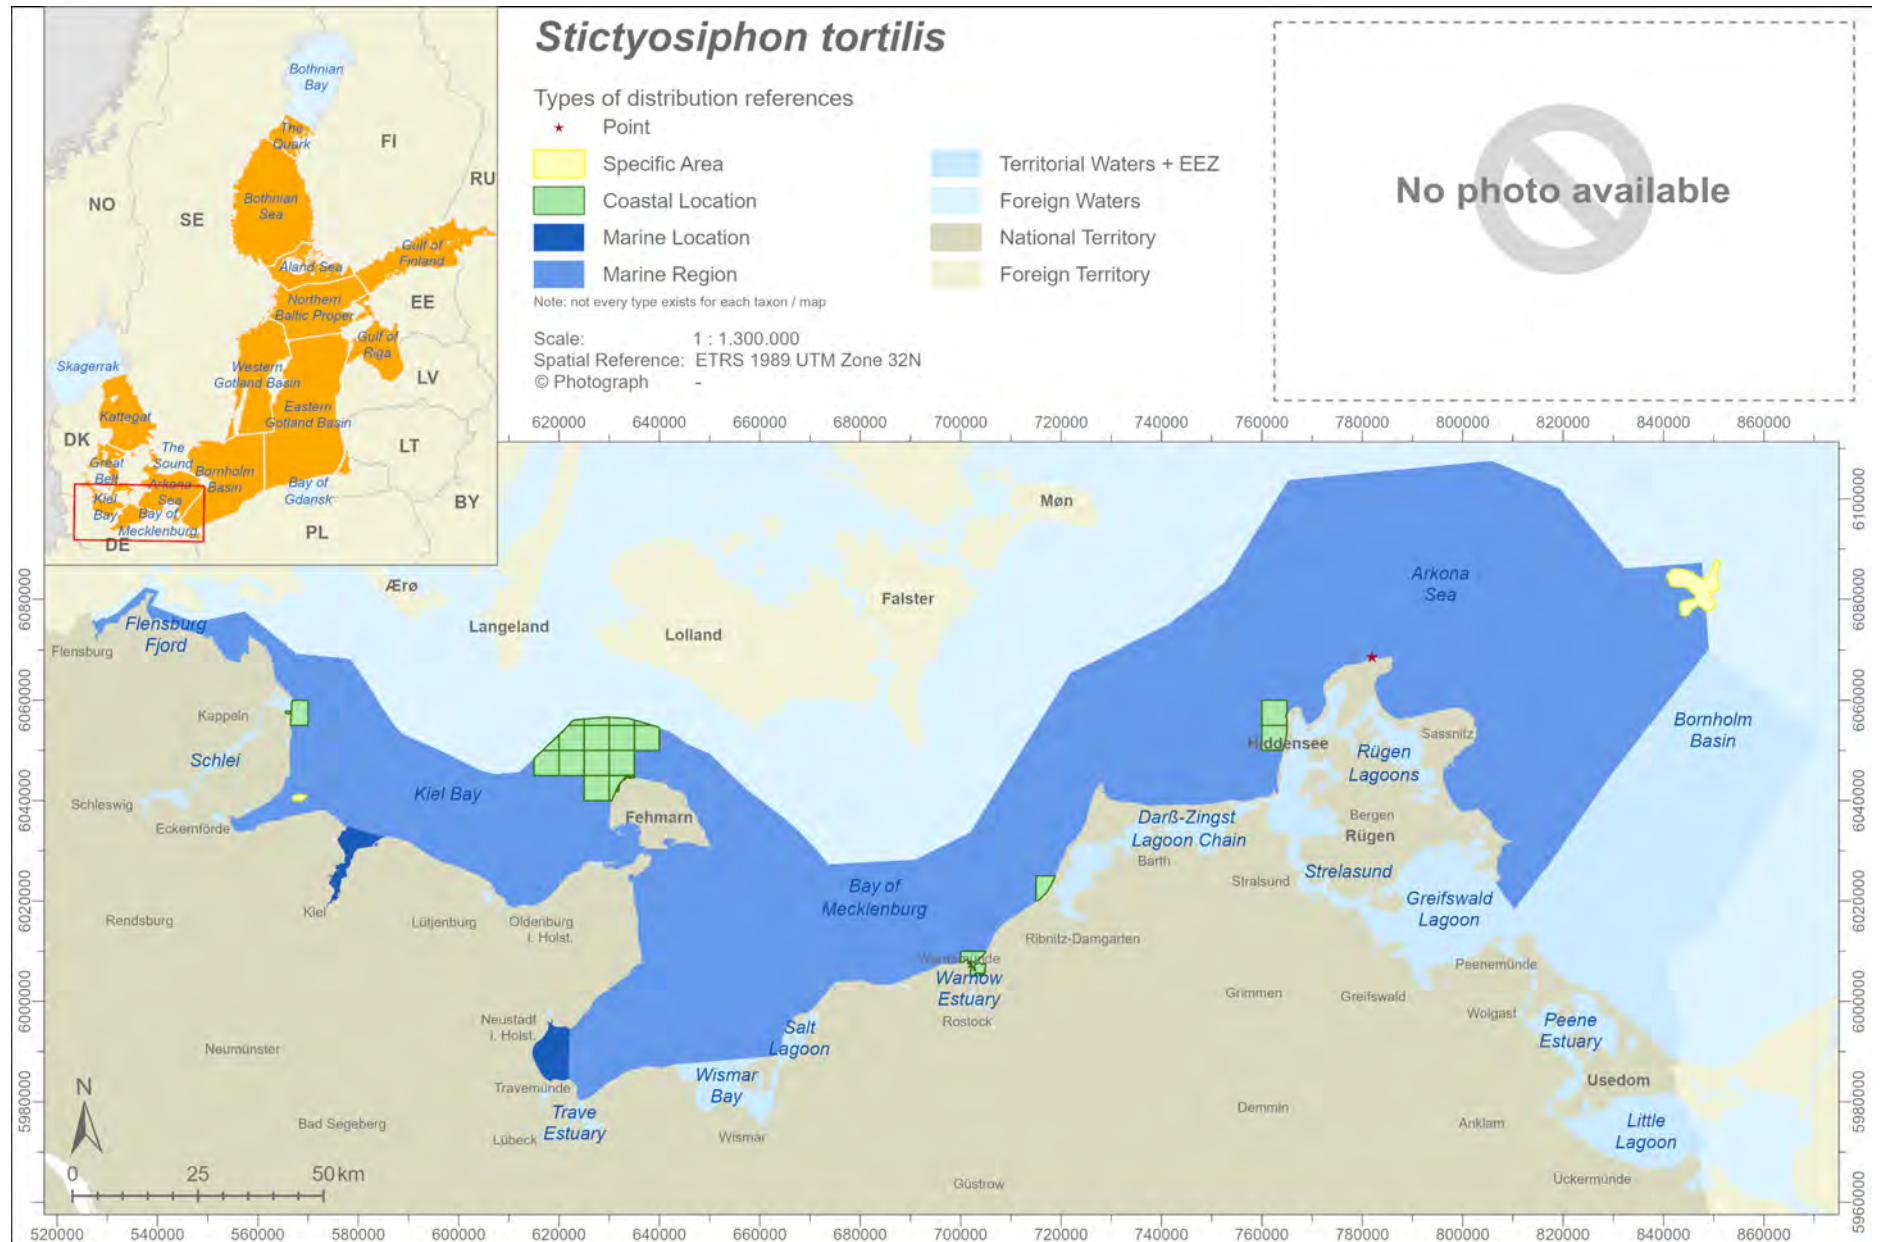 Stictyosiphon tortilis
Types of distribution references
Point
Specific Area
Coastal Location
Marine Location
Marine Region
Territorial Waters + EEZ
Foreign Waters
National Territory
Foreign Territory
Note: not every type exists for each taxon / map
Scale: 1 : 1.300.000
Spatial Reference: ETRS 1989 UTM Zone 32N
© Photograph -
No photo available
Bothnian
Bay
The
Quark
FI
RU
NO
SE
Bothnian
Sea
Gulf of
Finland
Åland Sea
Northern
Baltic Proper
EE
Gulf of
Riga
Skagerrak
Western
Gotland Basin
LV
Kattegat
Eastern
Gotland Basin
DK
The
Sound
LT
Great
Belt
Bornholm
Basin
Arkona
Sea
Bay of
Gdansk
Kiel
Bay
Bay of
Mecklenburg
BY
PL
DE
620000 640000 660000 680000 700000 720000 740000 760000 780000 800000 820000 840000 860000
6100000
6080000
6060000
6040000
6020000
6000000
5980000
5960000
6080000
6060000
6040000
6020000
6000000
5980000
Møn
Ærø
Langeland
Lolland
Falster
Arkona
Sea
Flensburg
Fjord
Flensburg
Kappeln
Schlei
Schleswig
Eckernförde
Kiel Bay
Fehmarn
Hiddensee
Sassnitz
Rügen
Lagoons
Bornholm
Basin
Bergen
Rügen
Darß-Zingst
Lagoon Chain
Barth
Strelasund
Stralsund
Greifswald
Lagoon
Bay of
Mecklenburg
Kiel
Rendsburg
Lütjenburg
Oldenburg
i. Holst.
Ribnitz-Damgarten
Warnemünde
Warnow
Estuary
Rostock
Peenemünde
Grimmen
Greifswald
Wolgast
Peene
Estuary
Neustadt
i. Holst.
Salt
Lagoon
Neumünster
Travemünde
Wismar
Bay
Usedom
Trave
Estuary
Bad Segeberg
Lübeck
Wismar
Demmin
Anklam
Little
Lagoon
Güstrow
Ückermünde
N
0 25 50 km
520000 540000 560000 580000 600000 620000 640000 660000 680000 700000 720000 740000 760000 780000 800000 820000 840000 860000